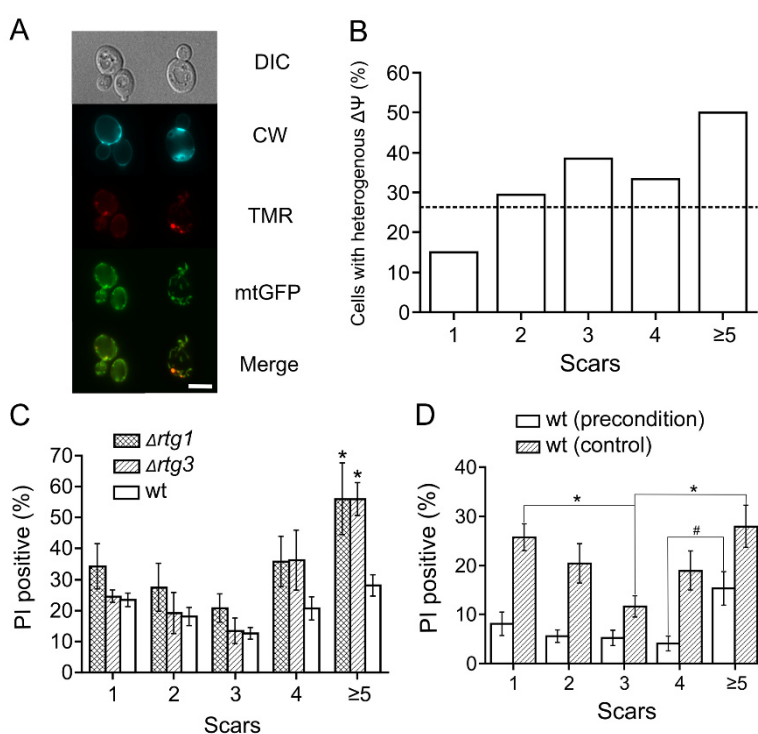 A
DIC
CW
TMR
mtGFP
Merge
B
Cells with heterogenous ΔΨ (%)
60
50
40
30
20
10
0
1 2 3 4 ≥5
Scars
C
Δrtg1
Δrtg3
wt
PI positive (%)
70
60
50
40
30
20
10
0
* *
1 2 3 4 ≥5
Scars
D
wt (precondition)
wt (control)
PI positive (%)
40
30
20
10
0
* *
#
1 2 3 4 ≥5
Scars